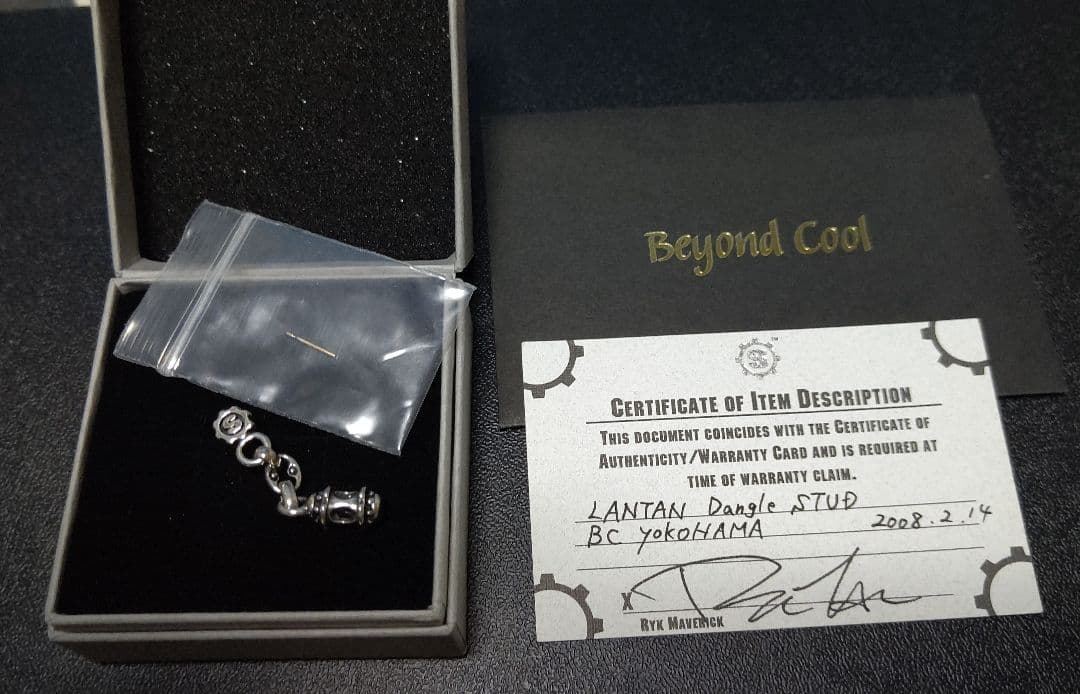 Beyond Cool
S
TM
CERTIFICATE OF ITEM DESCRIPTION
THIS DOCUMENT COINCIDES WITH THE CERTIFICATE OF
AUTHENTICITY/WARRANTY CARD AND IS REQUIRED AT
TIME OF WARRANTY CLAIM.
LANTAN Dangle STUD
BC YOKOHAMA 2008.2.14
X
RYK MAVERICK